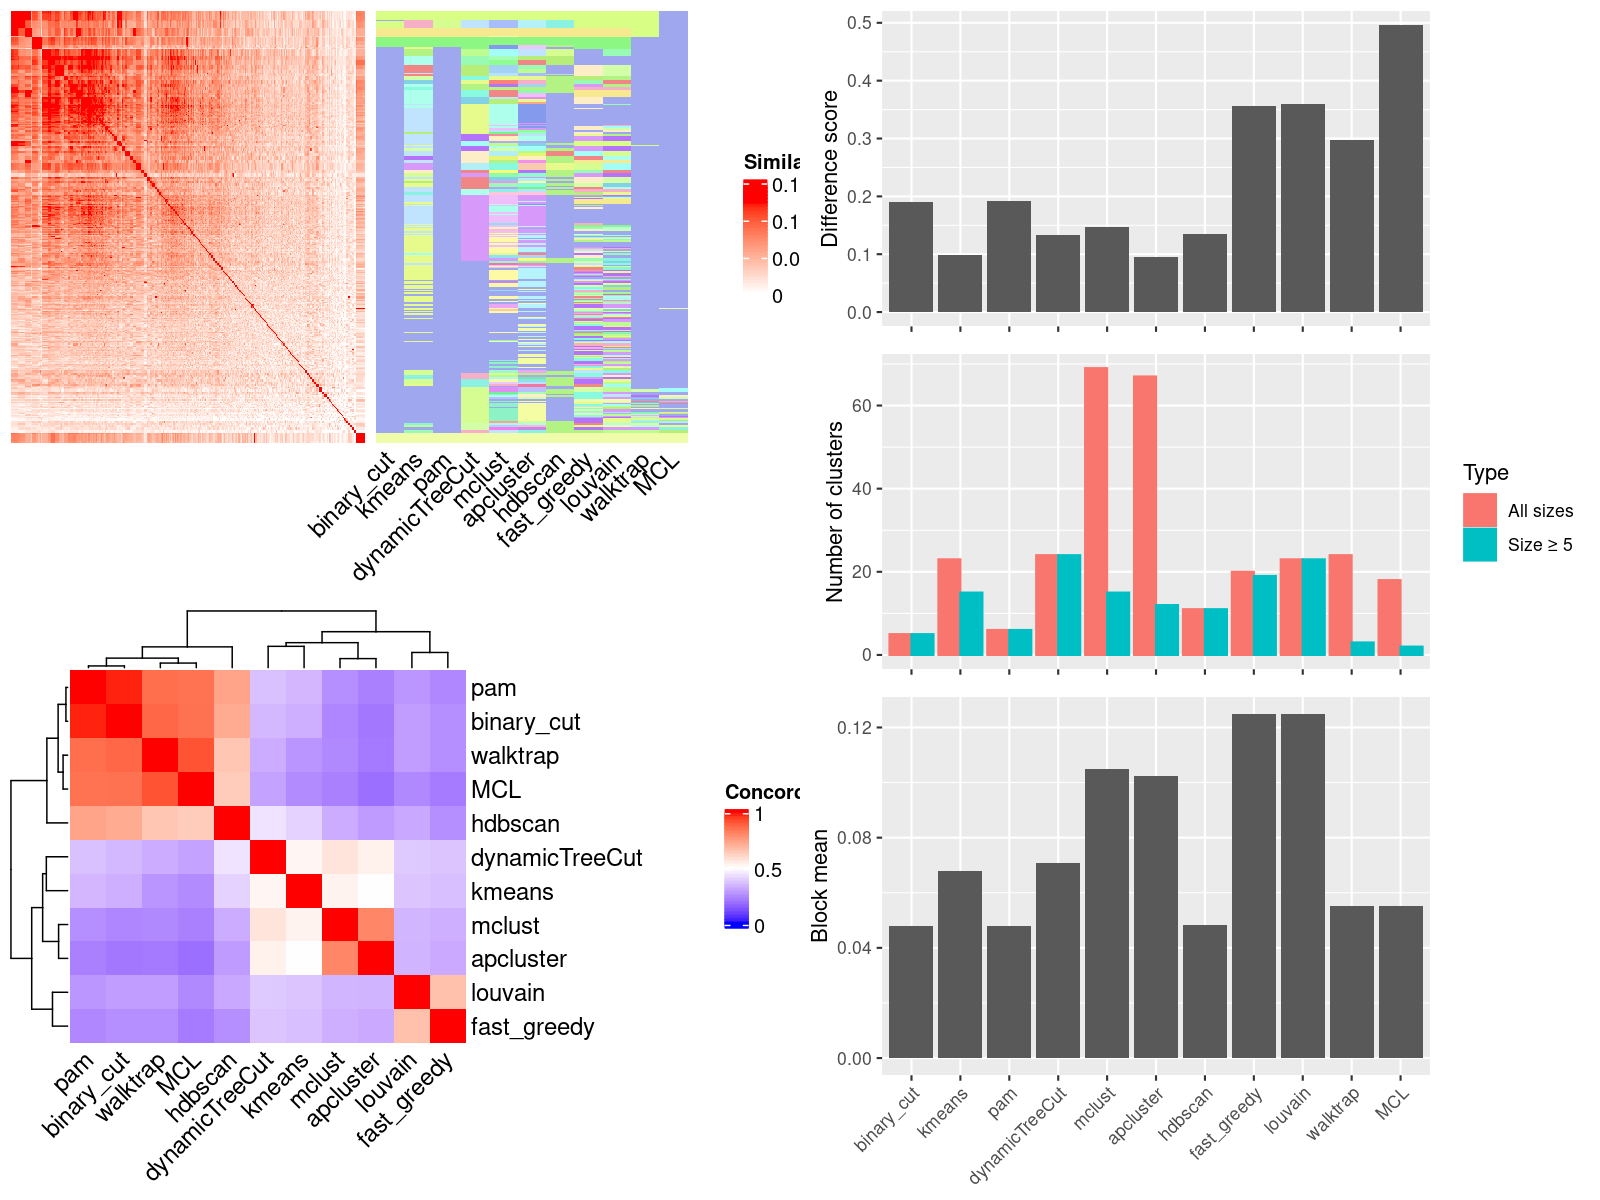 Simila
0.1
0.1
0.0
0
binary_cut
kmeans
pam
dynamicTreeCut
mclust
apcluster
hdbscan
fast_greedy
louvain
walktrap
MCL
pam
binary_cut
walktrap
MCL
hdbscan
dynamicTreeCut
kmeans
mclust
apcluster
louvain
fast_greedy
Concord
1
0.5
0
pam
binary_cut
walktrap
MCL
hdbscan
dynamicTreeCut
kmeans
mclust
apcluster
louvain
fast_greedy
Difference score
0.5
0.4
0.3
0.2
0.1
0.0
Number of clusters
60
40
20
0
Type
All sizes
Size ≥ 5
Block mean
0.12
0.08
0.04
0.00
binary_cut
kmeans
pam
dynamicTreeCut
mclust
apcluster
hdbscan
fast_greedy
louvain
walktrap
MCL